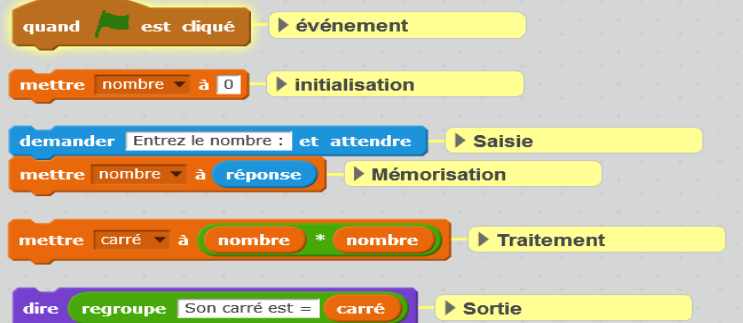 quand est cliqué événement
mettre nombre à 0 initialisation
demander Entrez le nombre : et attendre Saisie
mettre nombre à réponse Mémorisation
mettre carré à nombre * nombre Traitement
dire regroupe Son carré est = carré Sortie